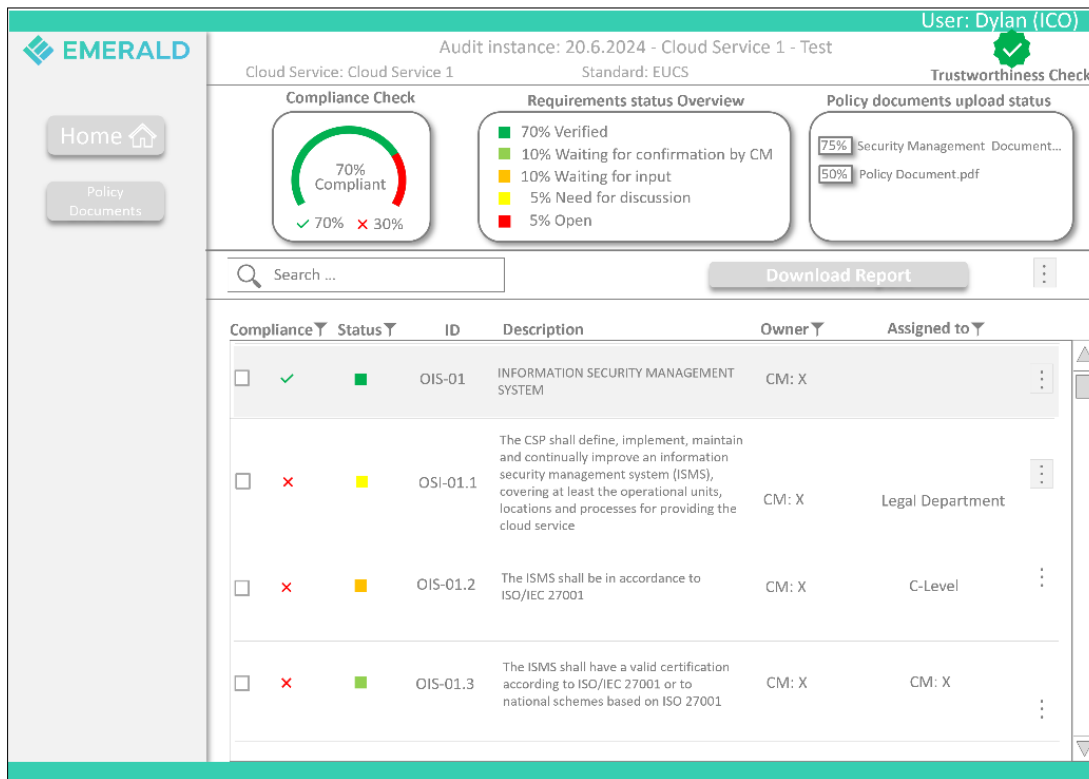 User: Dylan (ICO)
EMERALD
Audit instance: 20.6.2024 - Cloud Service 1 - Test
Cloud Service: Cloud Service 1 Standard: EUCS
Trustworthiness Check
Home
Policy
Documents
Compliance Check
70%
Compliant
70% 30%
Requirements status Overview
70% Verified
10% Waiting for confirmation by CM
10% Waiting for input
5% Need for discussion
5% Open
Policy documents upload status
75% Security Management Document...
50% Policy Document.pdf
Search ...
Download Report
Compliance Status ID Description Owner Assigned to
OIS-01 INFORMATION SECURITY MANAGEMENT
SYSTEM
CM: X
The CSP shall define, implement, maintain
and continually improve an information
security management system (ISMS),
covering at least the operational units,
locations and processes for providing the
cloud service
OSI-01.1
CM: X
Legal Department
OIS-01.2
The ISMS shall be in accordance to
ISO/IEC 27001
CM: X
C-Level
OIS-01.3
The ISMS shall have a valid certification
according to ISO/IEC 27001 or to
national schemes based on ISO 27001
CM: X
CM: X